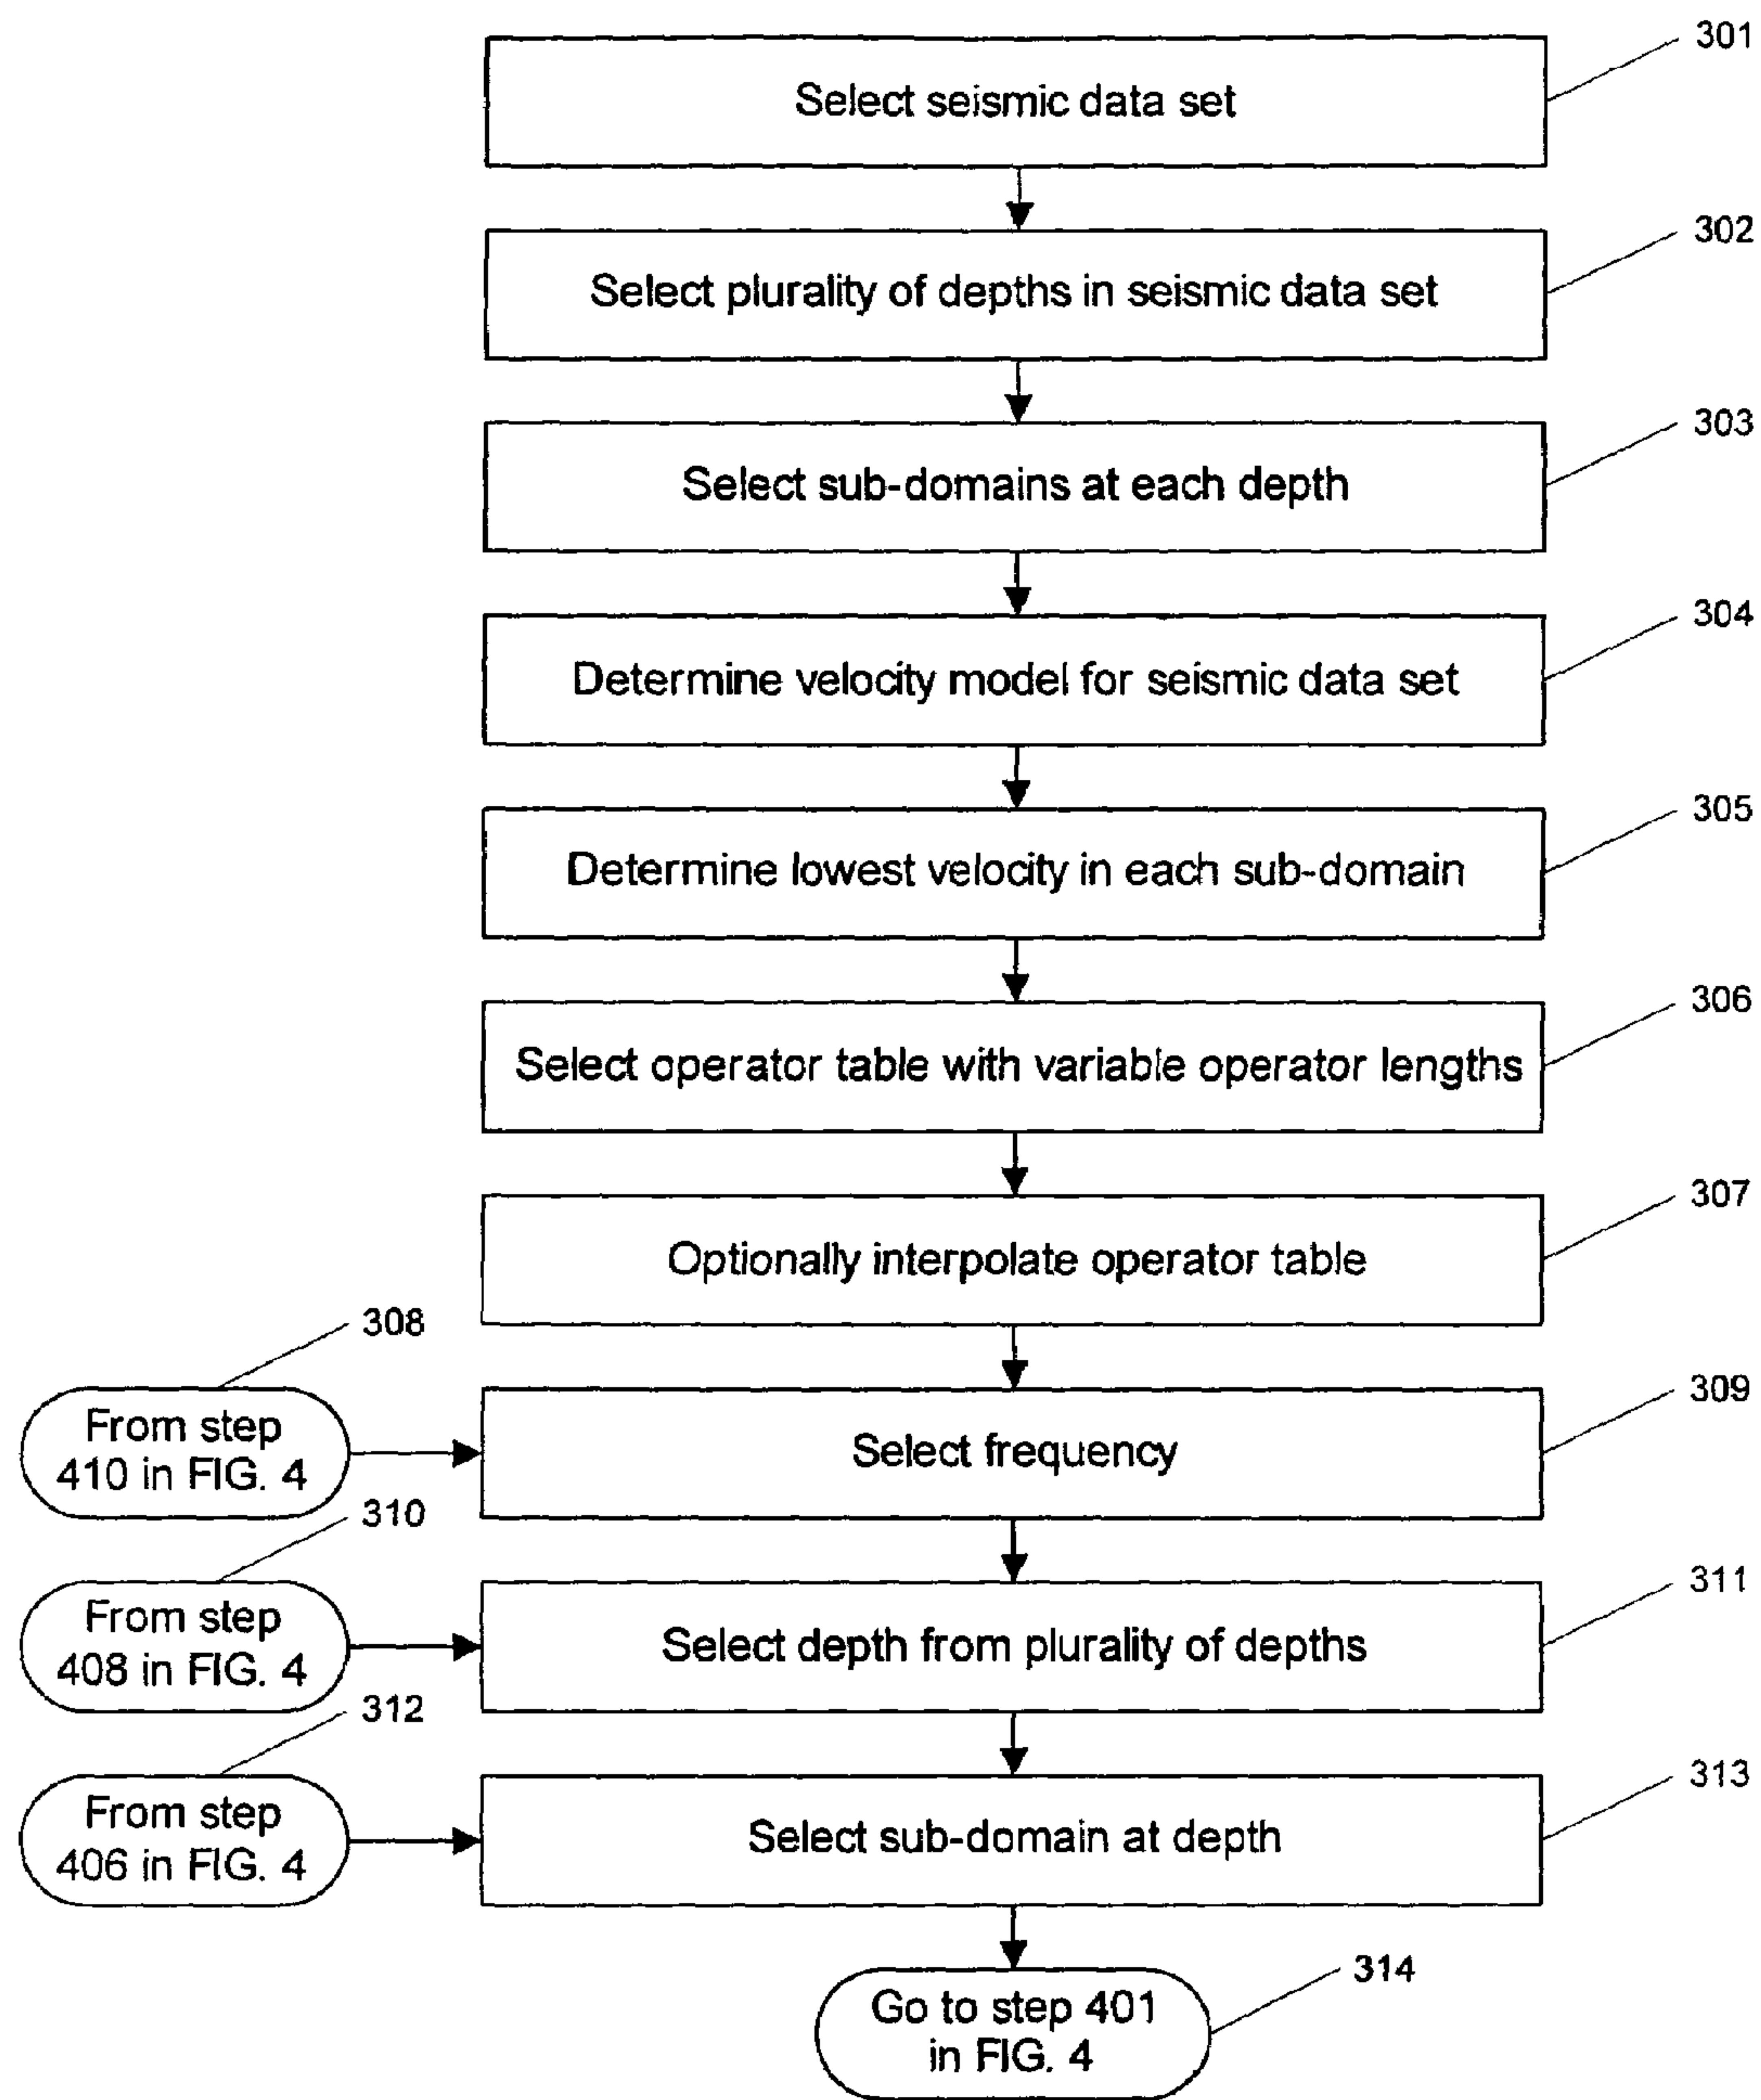 301
Select seismic data set
302
Select plurality of depths in seismic data set
303
Select sub-domains at each depth
304
Determine velocity model for seismic data set
305
Determine lowest velocity in each sub-domain
306
Select operator table with variable operator lengths
307
Optionally interpolate operator table
308
From step
410 in FIG. 4
309
Select frequency
310
From step
408 in FIG. 4
311
Select depth from plurality of depths
312
From step
406 in FIG. 4
313
Select sub-domain at depth
314
Go to step 401
in FIG. 4